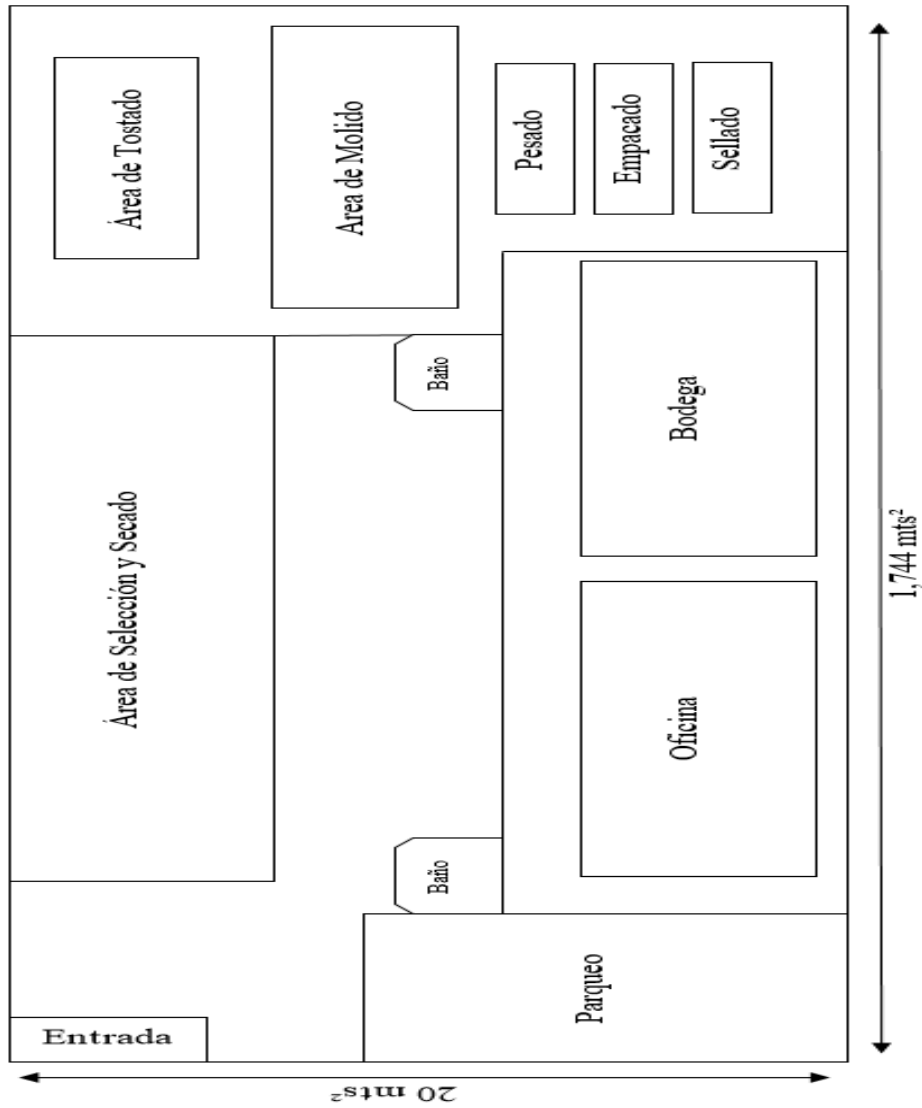 Área de Tostado
Area de Molido
Pesado
Empacado
Sellado
Área de Selección y Secado
Baño
Bodega
Oficina
Baño
Parqueo
Entrada
1,744 mts²
20 mts²